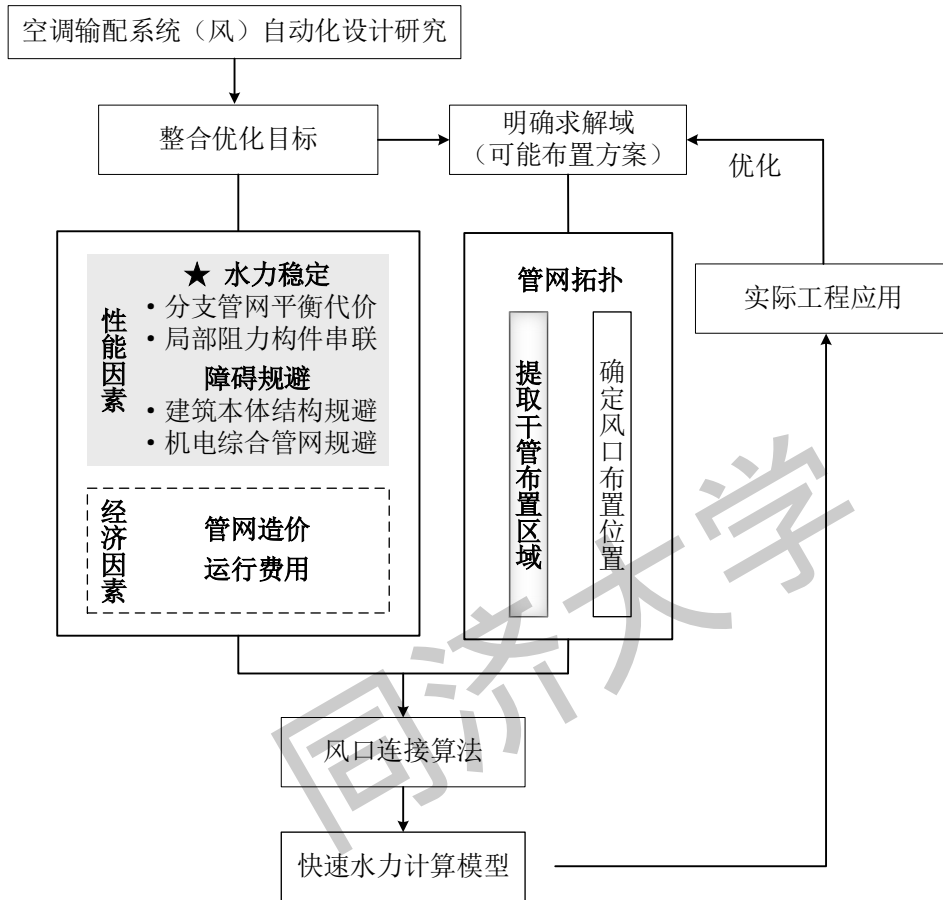 空调输配系统（风）自动化设计研究
整合优化目标
明确求解域
（可能布置方案）
优化
实际工程应用
性能因素
★ 水力稳定
·分支管网平衡代价
·局部阻力构件串联
障碍规避
·建筑本体结构规避
·机电综合管网规避
经济因素
管网造价
运行费用
管网拓扑
提取干管布置区域
确定风口布置位置
风口连接算法
快速水力计算模型
同济大学